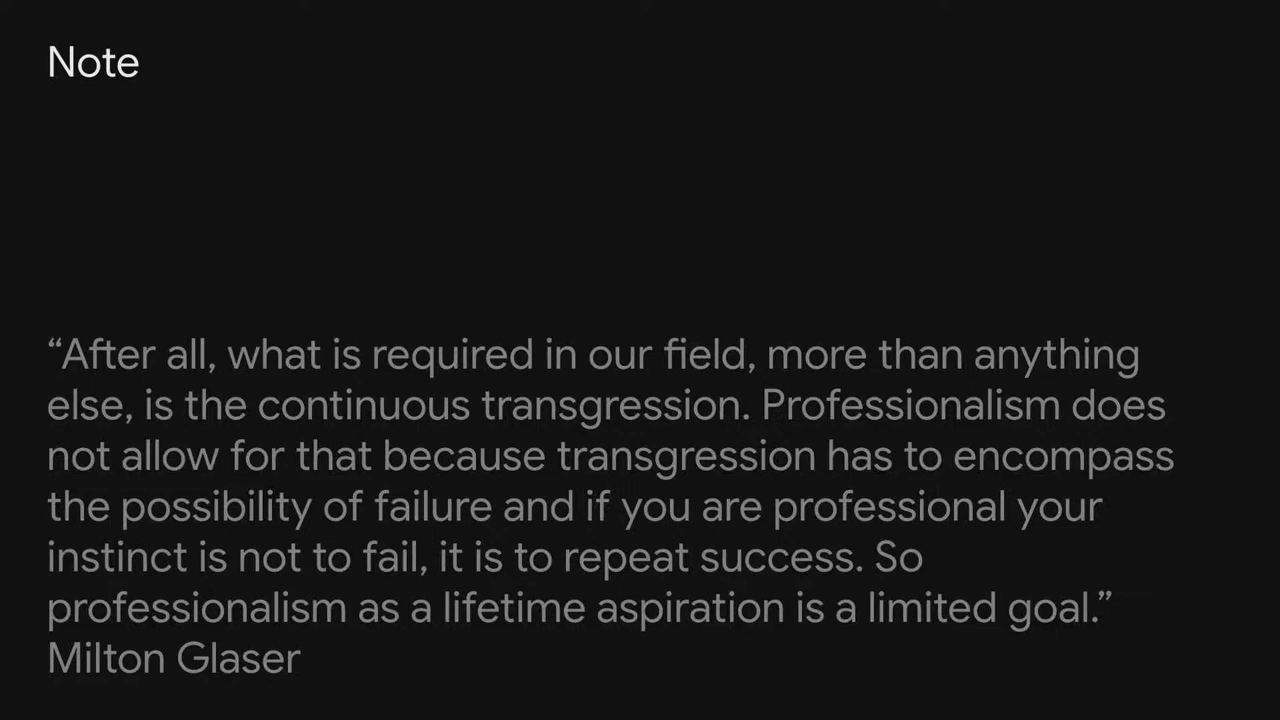 Note
“After all, what is required in our field, more than anything
else, is the continuous transgression. Professionalism does
not allow for that because transgression has to encompass
the possibility of failure and if you are professional your
instinct is not to fail, it is to repeat success. So
professionalism as a lifetime aspiration is a limited goal.”
Milton Glaser